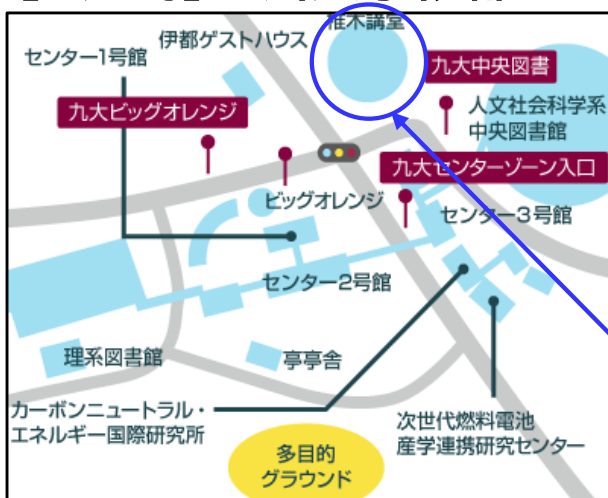 椎木講堂
伊都ゲストハウス
センター1号館
九大中央図書
九大ビッグオレンジ
人文社会科学系
中央図書館
九大センターゾーン入口
ビッグオレンジ
センター3号館
センター2号館
理系図書館
亭亭舎
カーボンニュートラル・
エネルギー国際研究所
次世代燃料電池
産学連携研究センター
多目的
グラウンド